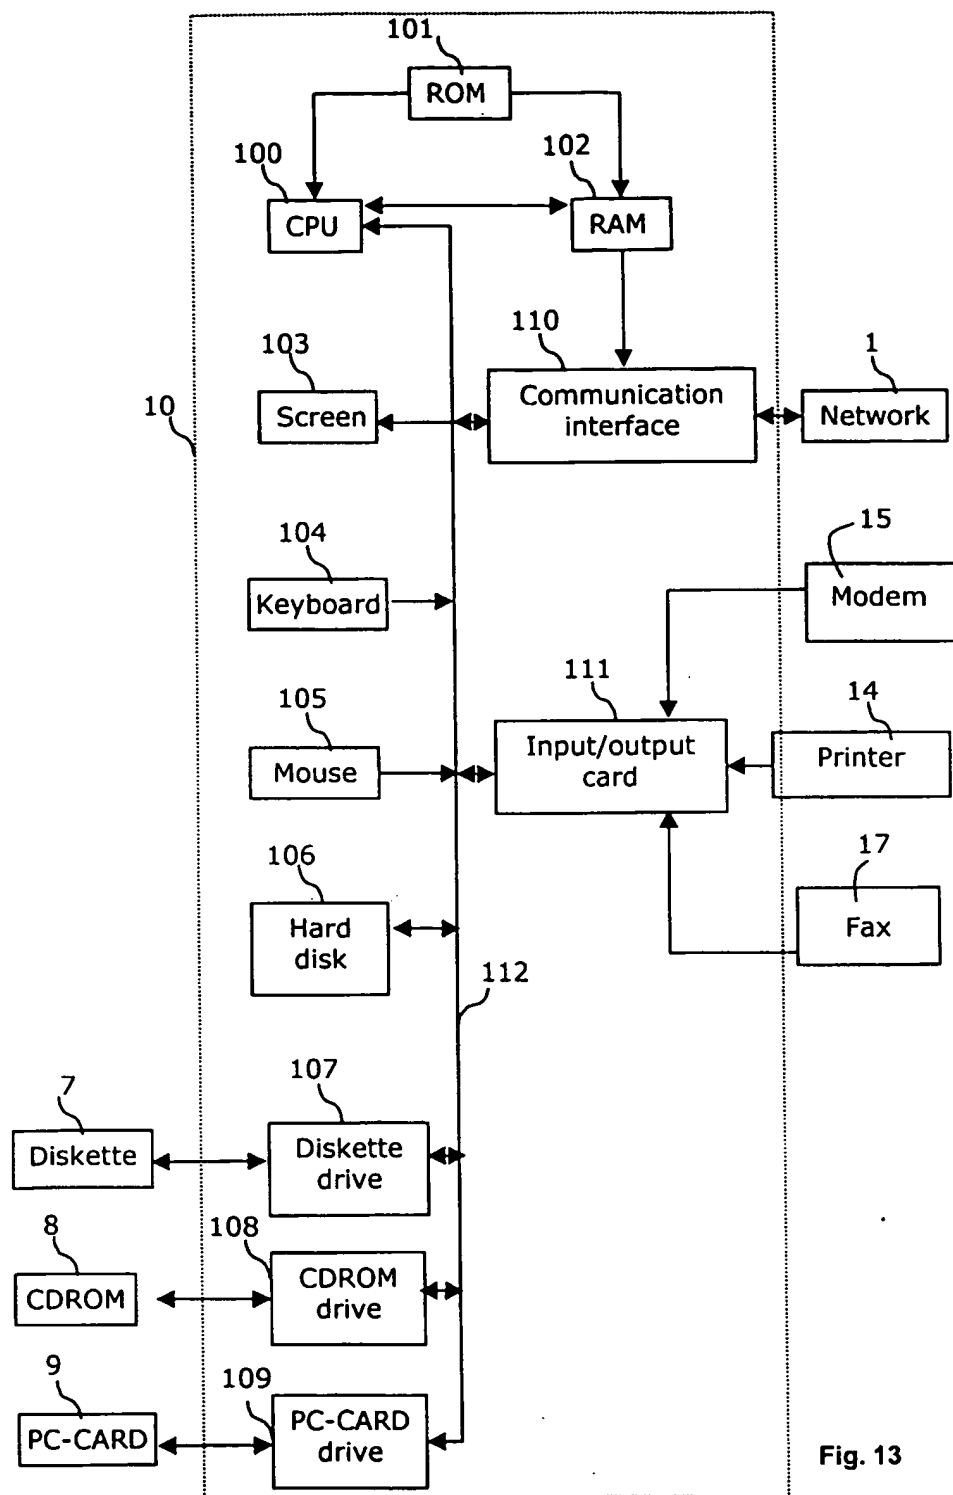 101
ROM
100
102
CPU
RAM
103
110
1
10
Screen
Communication
interface
Network
104
15
Keyboard
Modem
105
111
14
Mouse
Input/output
card
Printer
106
17
Hard
disk
Fax
112
7
107
Diskette
Diskette
drive
8
108
CDROM
CDROM
drive
9
109
PC-CARD
PC-CARD
drive
Fig. 13